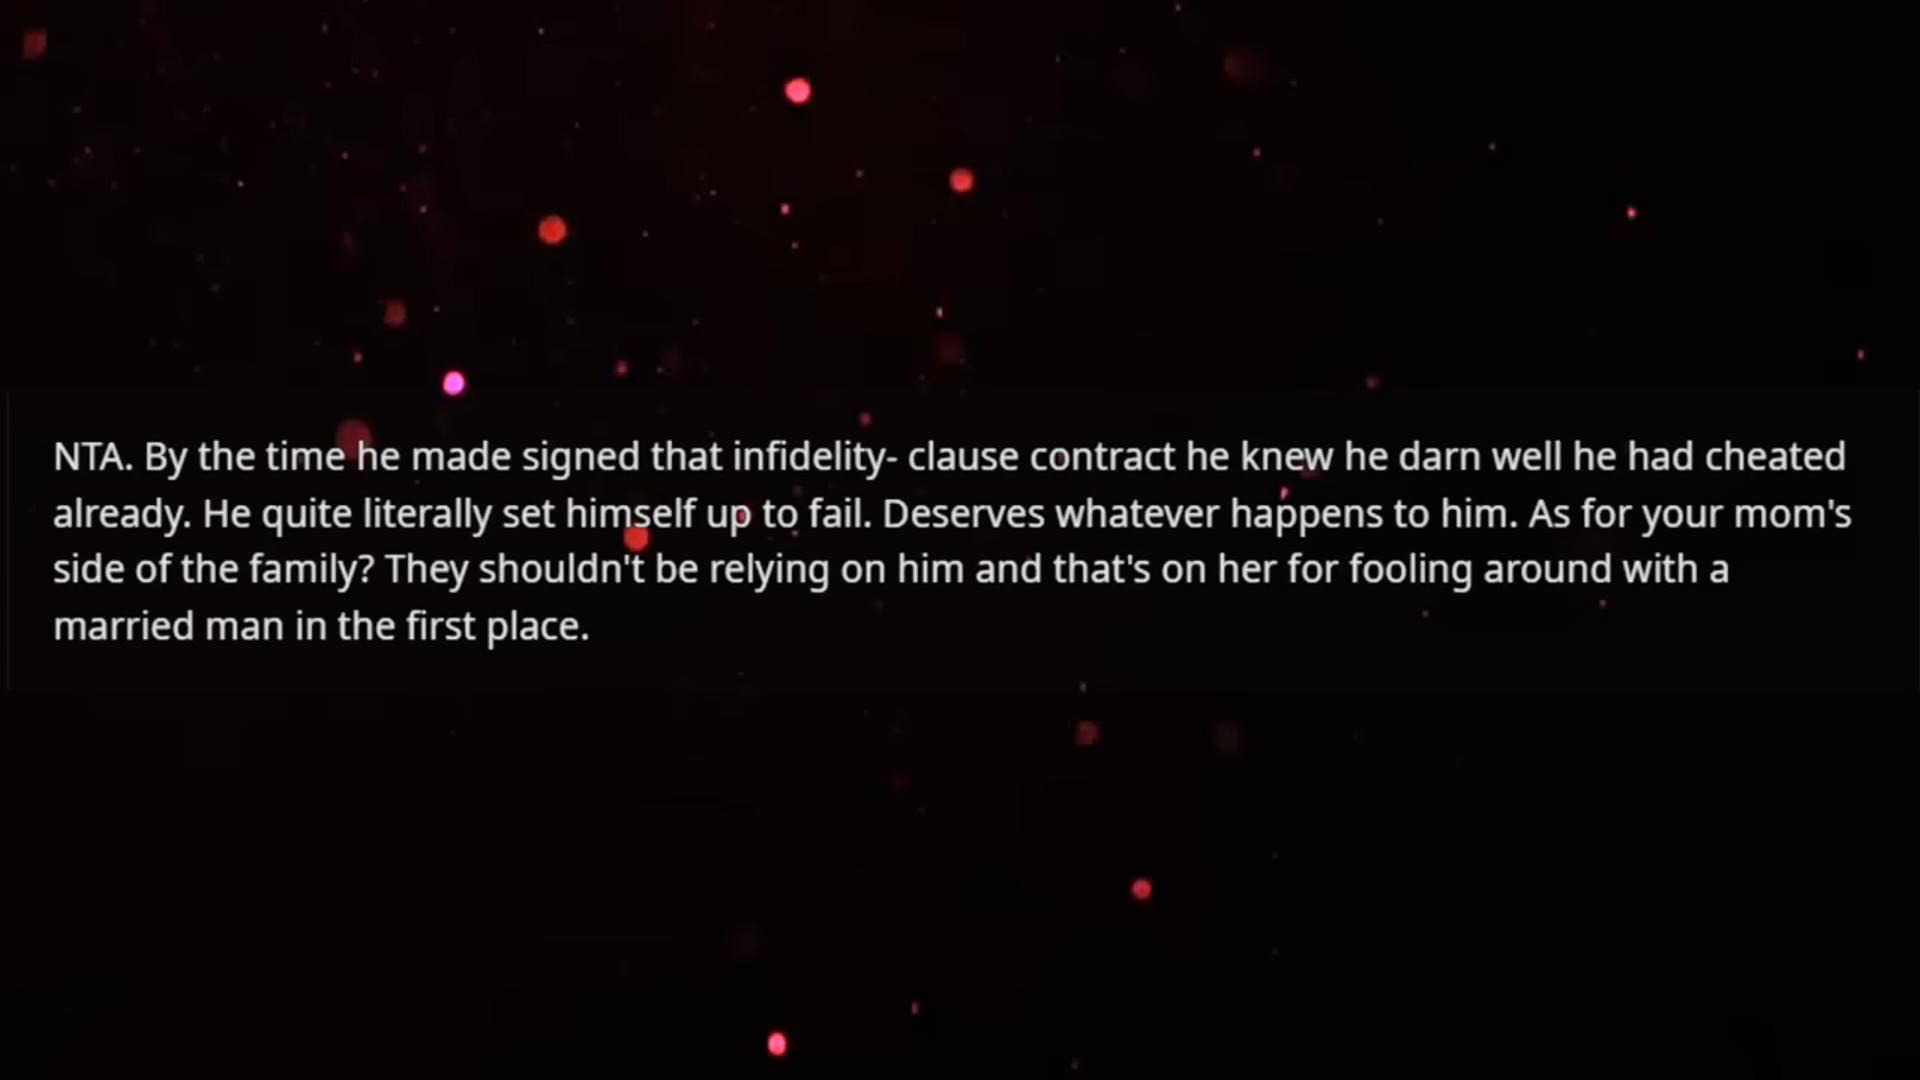 NTA. By the time he made signed that infidelity- clause contract he knew he darn well he had cheated
already. He quite literally set himself up to fail. Deserves whatever happens to him. As for your mom's
side of the family? They shouldn't be relying on him and that's on her for fooling around with a
married man in the first place.